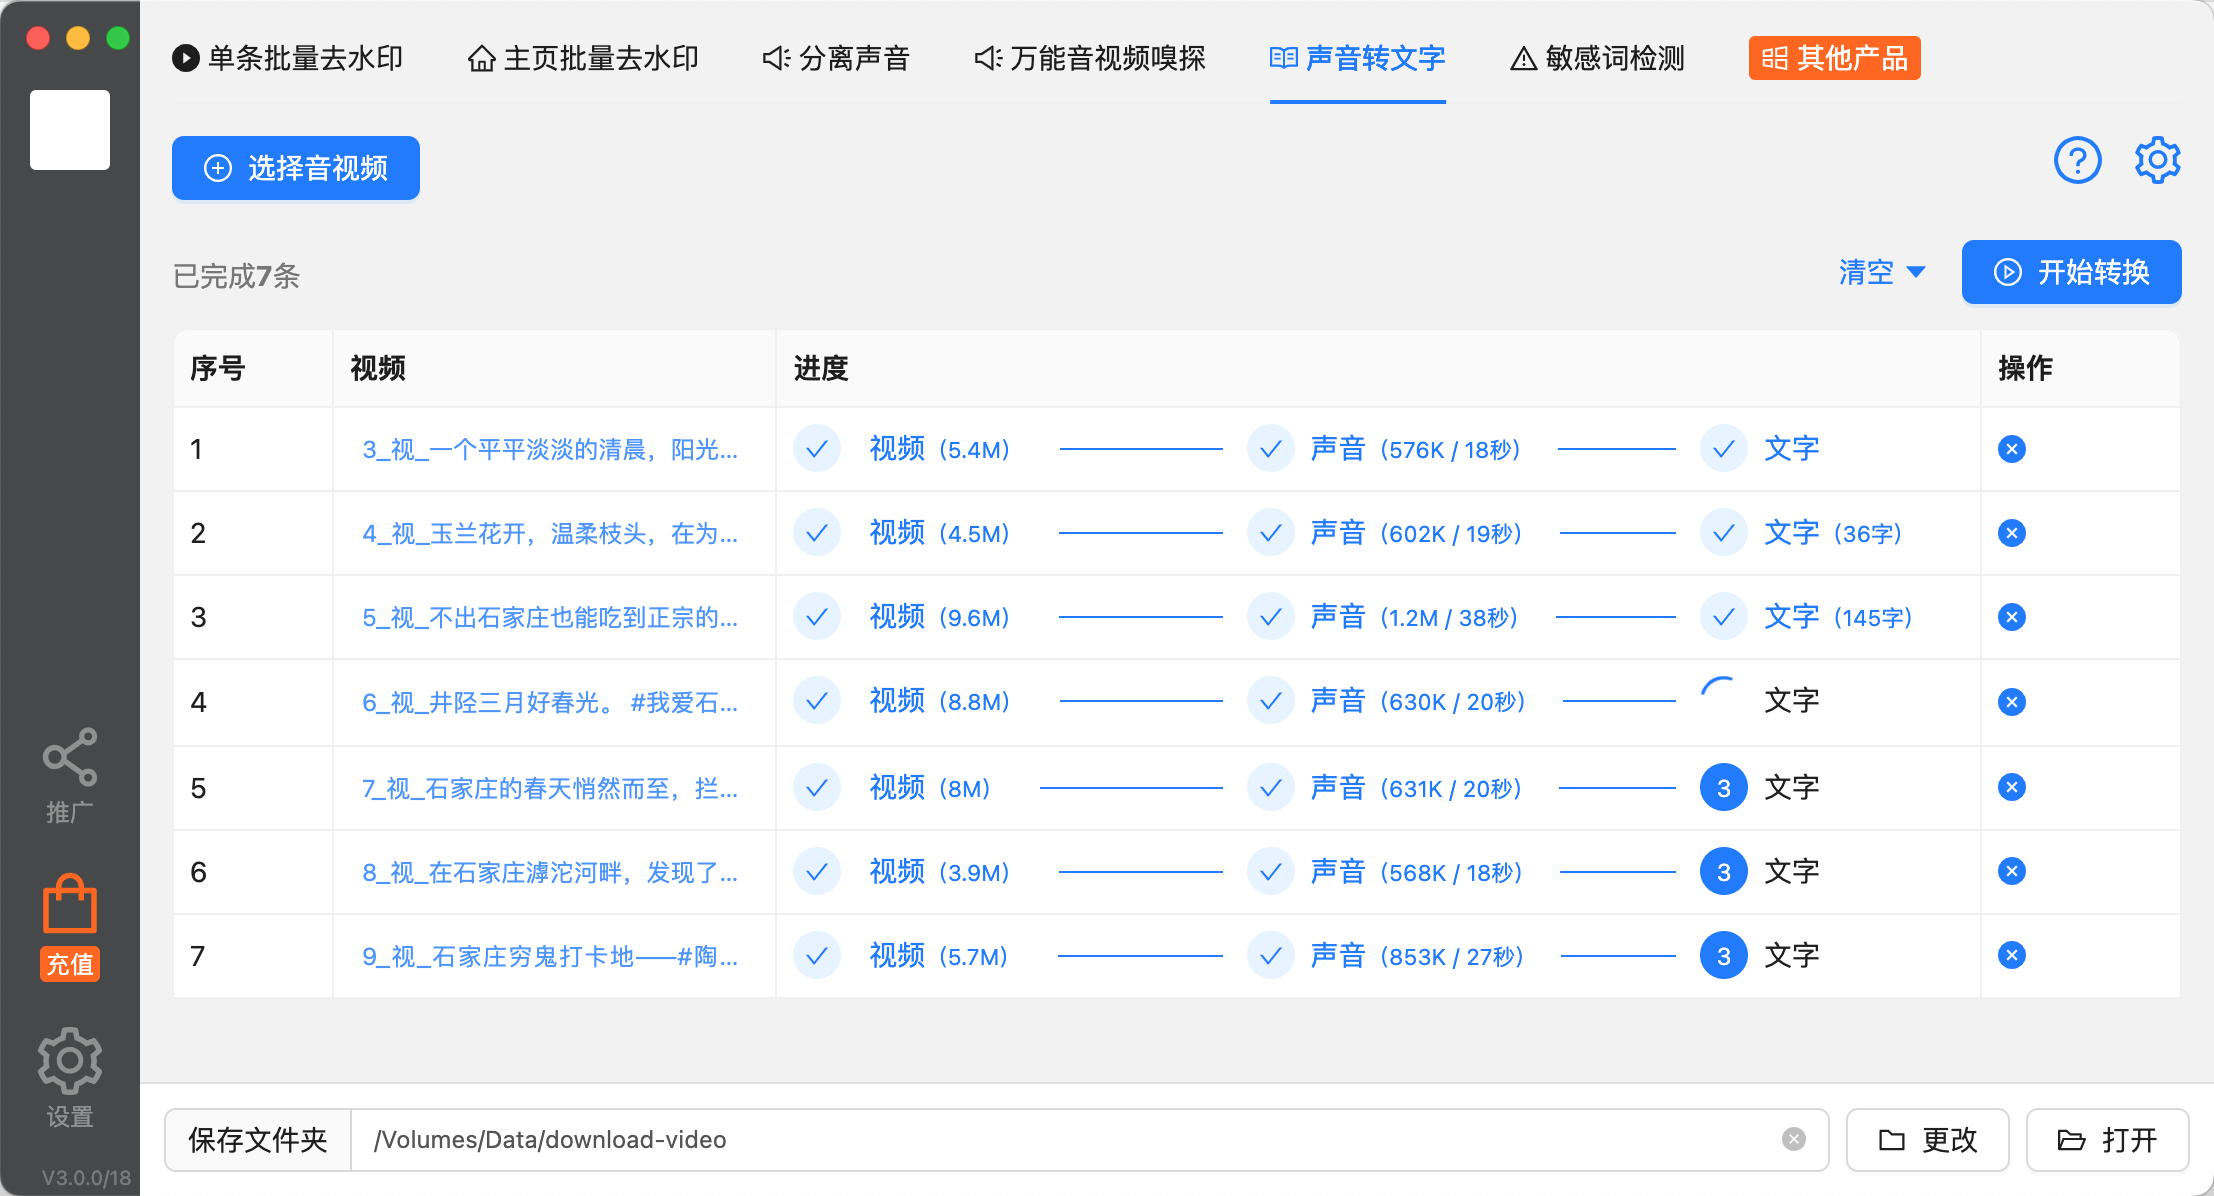 单条批量去水印 主页批量去水印 分离声音 万能音视频嗅探 声音转文字 敏感词检测 其他产品
选择音视频
已完成7条 清空 开始转换
序号 视频 进度 操作
1 3_视_一个平平淡淡的清晨，阳光... 视频（5.4M） 声音（576K / 18秒） 文字
2 4_视_玉兰花开，温柔枝头，在为... 视频（4.5M） 声音（602K / 19秒） 文字（36字）
3 5_视_不出石家庄也能吃到正宗的... 视频（9.6M） 声音（1.2M / 38秒） 文字（145字）
4 6_视_井陉三月好春光。 #我爱石... 视频（8.8M） 声音（630K / 20秒） 文字
5 7_视_石家庄的春天悄然而至，拦... 视频（8M） 声音（631K / 20秒） 3 文字
6 8_视_在石家庄滹沱河畔，发现了... 视频（3.9M） 声音（568K / 18秒） 3 文字
7 9_视_石家庄穷鬼打卡地——#陶... 视频（5.7M） 声音（853K / 27秒） 3 文字
推广
充值
设置
V3.0.0/18
保存文件夹 /Volumes/Data/download-video 更改 打开